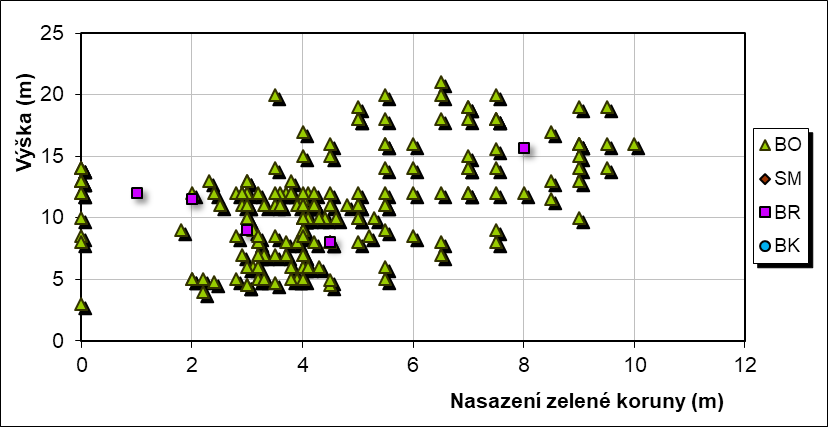 Výška (m)
25
20
15
10
5
0
0 2 4 6 8 10 12
Nasazení zelené koruny (m)
BO
SM
BR
BK